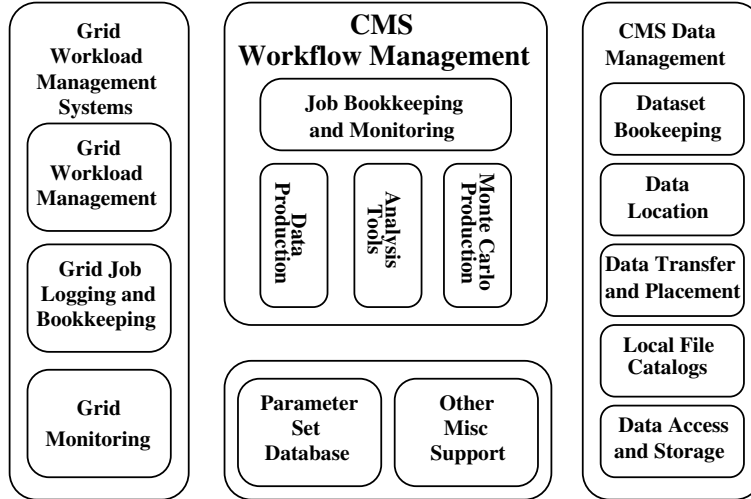 Grid
Workload
Management
Systems
Grid
Workload
Management
Grid Job
Logging and
Bookkeeping
Grid
Monitoring
CMS
Workflow Management
Job Bookkeeping
and Monitoring
Data
Production
Analysis
Tools
Monte Carlo
Production
Parameter
Set
Database
Other
Misc
Support
CMS Data
Management
Dataset
Bookeeping
Data
Location
Data Transfer
and Placement
Local File
Catalogs
Data Access
and Storage